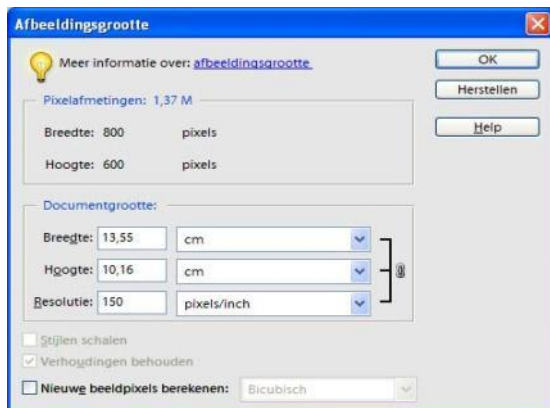 Afbeeldingsgrootte
Meer informatie over: afbeeldingsgrootte
OK
Herstellen
Help
Pixelafmetingen: 1,37 M
Breedte: 800 pixels
Hoogte: 600 pixels
Documentgrootte:
Breedte: 13,55 cm
Hoogte: 10,16 cm
Resolutie: 150 pixels/inch
Stijlen schalen
Verhoudingen behouden
Nieuwe beeldpixels berekenen: Bicubisch